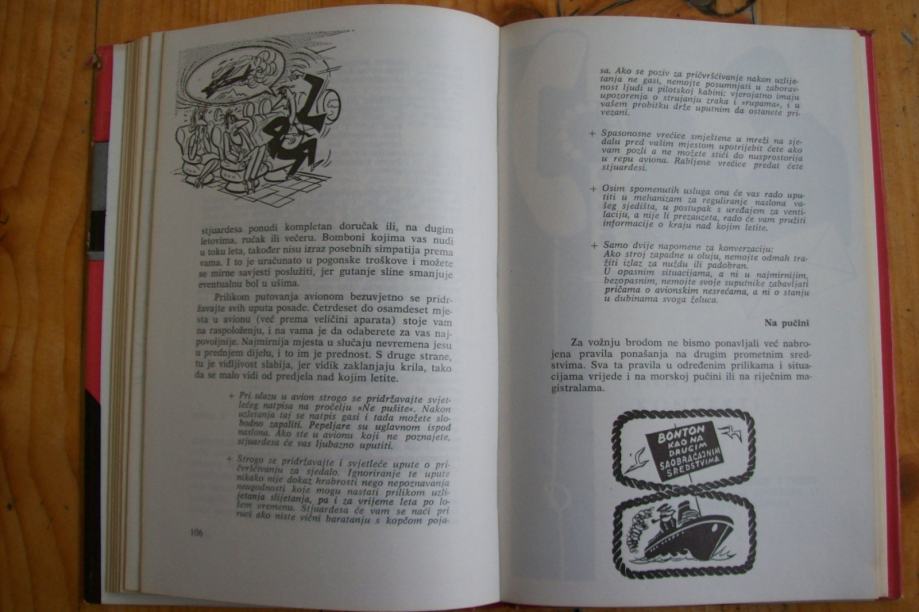 stjuardesa ponudi kompletan doručak ili, na dugim
letovima, ručak ili večeru. Bomboni kojima vas nudi
u toku leta, također nisu izraz posebnih simpatija prema
vama. I to je uračunato u pogonske troškove i možete
se mirne savjesti poslužiti, jer gutanje sline smanjuje
eventualnu bol u ušima.
Prilikom putovanja avionom bezuvjetno se pridr-
žavajte svih uputa posade. Četrdeset do osamdeset mje-
sta u avionu (već prema veličini aparata) stoje vam
na raspoloženju, i na vama je da odaberete za vas naj-
povoljnije. Najmirnija mjesta u slučaju nevremena jesu
u prednjem dijelu, i to im je prednost. S druge strane,
tu je vidljivost slabija, jer vidik zaklanjaju krila, tako
da se malo vidi od predjela nad kojim letite.
+ Pri ulazu u avion strogo se pridržavajte svjet-
lećeg natpisa na pročelju »Ne pušite«. Nakon
uzletanja taj se natpis gasi i tada možete slo-
bodno zapaliti. Pepeljare su uglavnom ispod
naslona. Ako ste u avionu koji ne poznajete,
stjuardesa će vas ljubazno uputiti.
+ Strogo se pridržavajte i svjetleće upute o pri-
čvršćivanju za sjedalo. Ignoriranje te upute
nikako nije dokaz hrabrosti nego nepoznavanja
neugodnosti koje mogu nastati prilikom uzli-
jetanja slijetanja, pa i za vrijeme leta po lo-
šem vremenu. Stjuardesa će vam se naći pri
ruci ako niste vični baratanju s kopčom poja-
106
sa. Ako se poziv za pričvršćivanje nakon uzlije-
tanja ne gasi, nemojte posumnjati u zaborav-
nost ljudi u pilotskoj kabini: vjerojatno imaju
upozorenja o strujanju zraka i »rupama«, i u
vašem probitku drže uputnim da ostanete pri-
vezani.
+ Spasonosne vrećice smještene u mreži na sje-
dalu pred vašim mjestom upotrijebit ćete ako
vam pozli a ne možete stići do nusprostorija
u repu aviona. Rabljene vrećice predat ćete
stjuardesi.
+ Osim spomenutih usluga ona će vas rado upu-
titi u mehanizam za reguliranje naslona va-
šeg sjedišta, u postupak s uređajem za venti-
laciju, a nije li prezauzeta, rado će vam pružiti
informacije o kraju nad kojim letite.
+ Samo dvije napomene za konverzaciju:
Ako stroj zapadne u oluju, nemojte odmah tra-
žiti izlaz za nuždu ili padobran.
U opasnim situacijama, a ni u najmirnijim,
bezopasnim, nemojte svoje suputnike zabavljati
pričama o avionskim nesrećama, a ni o stanju
u dubinama svoga želuca.
Na pučini
Za vožnju brodom ne bismo ponavljali već nabro-
jena pravila ponašanja na drugim prometnim sred-
stvima. Sva ta pravila u određenim prilikama i situa-
cijama vrijede i na morskoj pučini ili na riječnim ma-
gistralama.
BONTON
KAO NA
DRUGIM
SAOBRAĆAJNIM
SREDSTVIMA